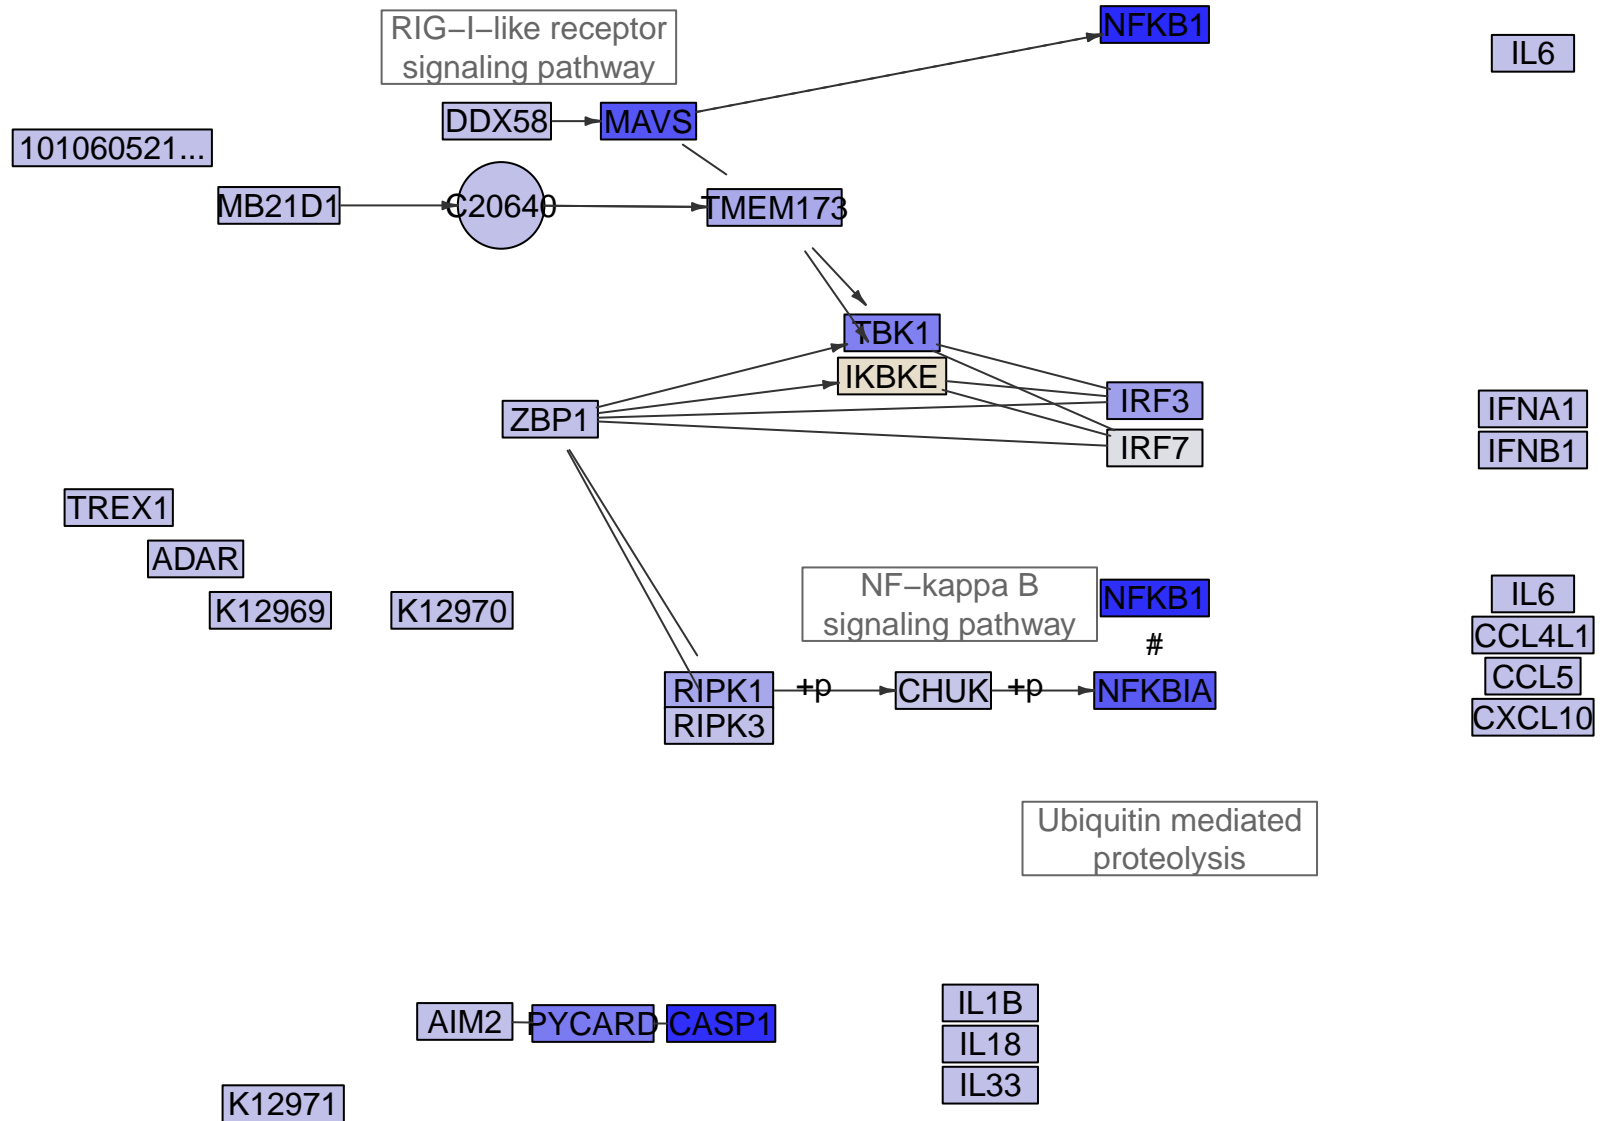 RIG−I−like receptor
signaling pathway
NFKB1
IL6
DDX58
MAVS
101060521...
MB21D1
C20640
TMEM173
TBK1
IKBKE
ZBP1
IRF3
IRF7
IFNA1
IFNB1
TREX1
ADAR
K12969
K12970
NF−kappa B
signaling pathway
NFKB1
#
IL6
CCL4L1
CCL5
CXCL10
RIPK1
+p
CHUK
+p
NFKBIA
RIPK3
Ubiquitin mediated
proteolysis
AIM2
PYCARD
CASP1
IL1B
IL18
IL33
K12971